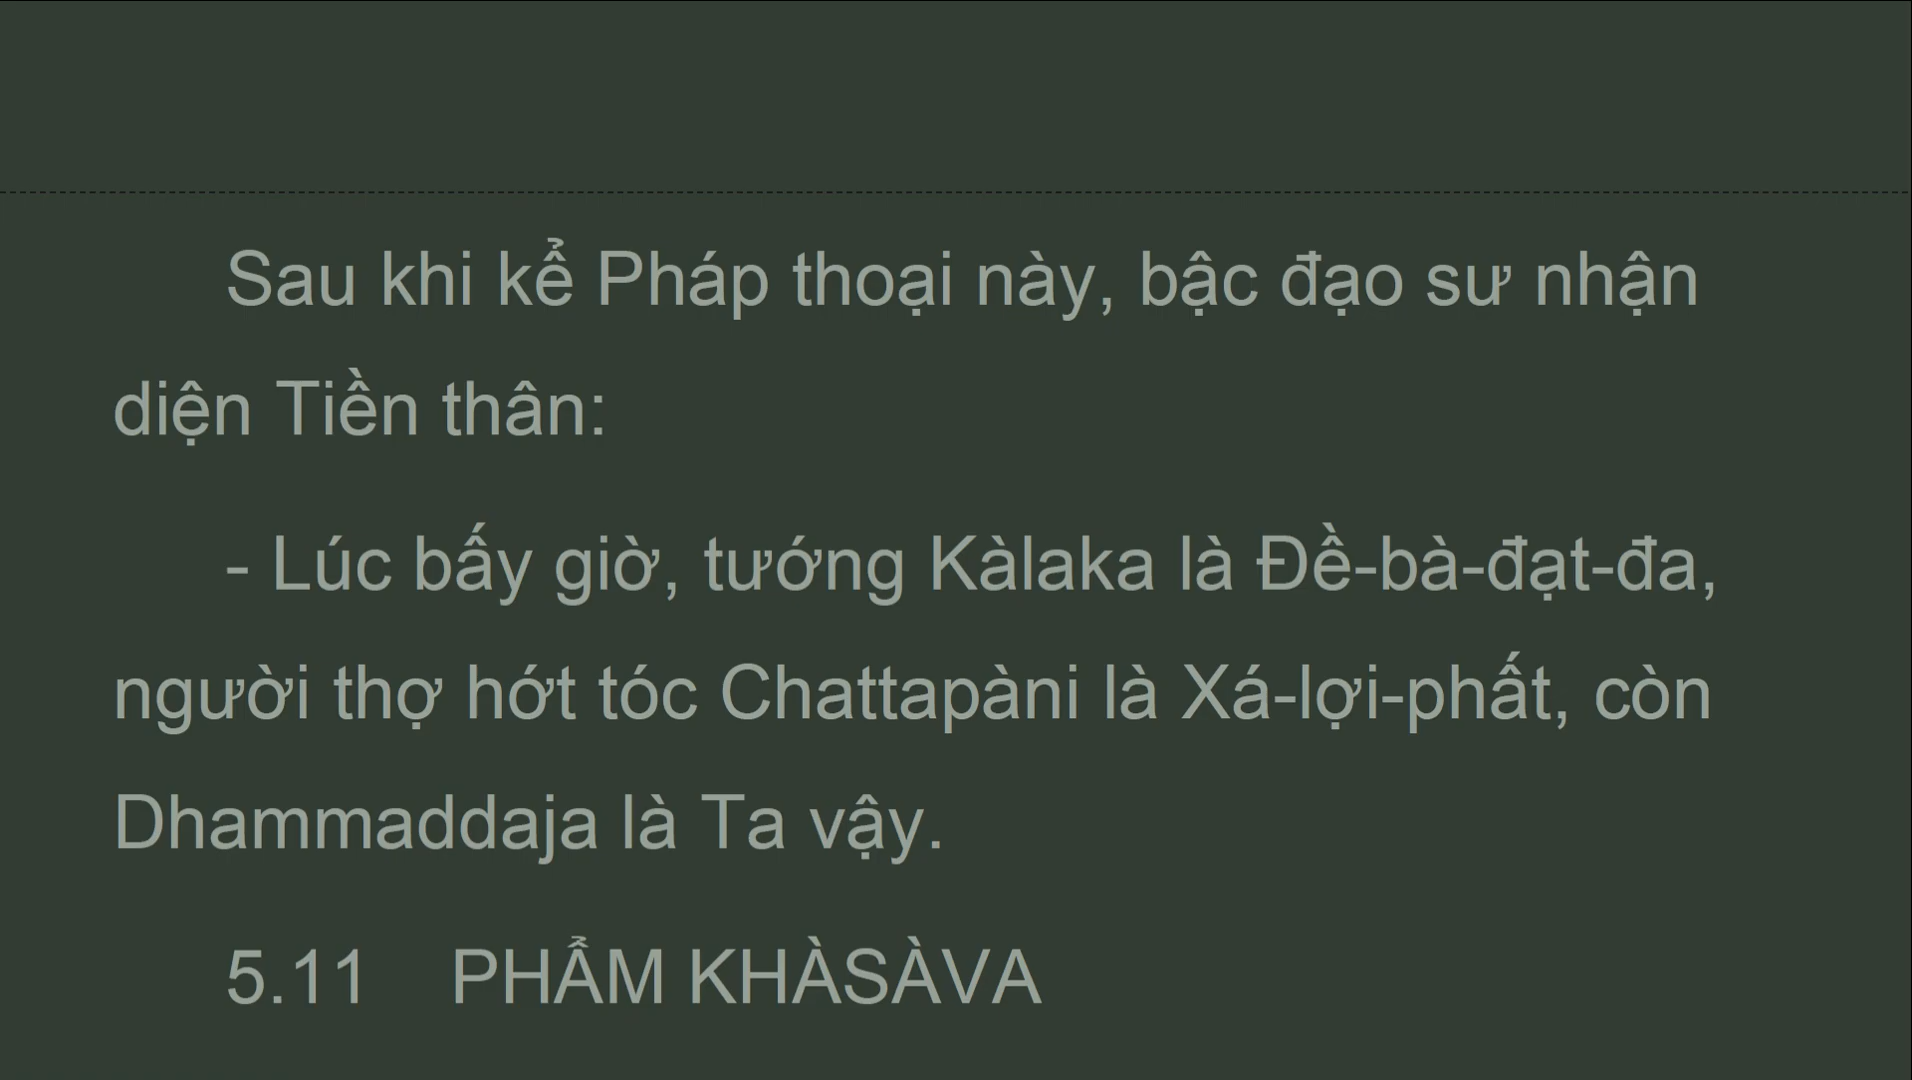 Sau khi kể Pháp thoại này, bậc đạo sư nhận
diện Tiền thân:
- Lúc bấy giờ, tướng Kàlaka là Đề-bà-đạt-đa,
người thợ hớt tóc Chattapàni là Xá-lợi-phất, còn
Dhammaddaja là Ta vậy.
5.11 PHẨM KHÀSÀVA